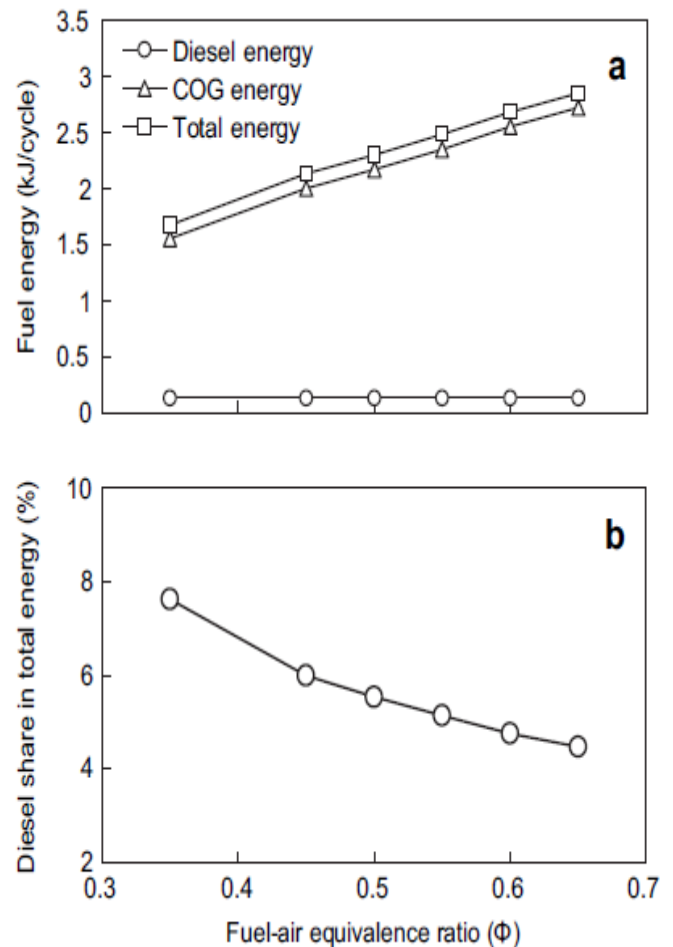 Fuel energy (kJ/cycle)
3.5
3
2.5
2
1.5
1
0.5
0
Diesel energy
COG energy
Total energy
a
Diesel share in total energy (%)
10
8
6
4
2
b
0.3 0.4 0.5 0.6 0.7
Fuel-air equivalence ratio (Φ)